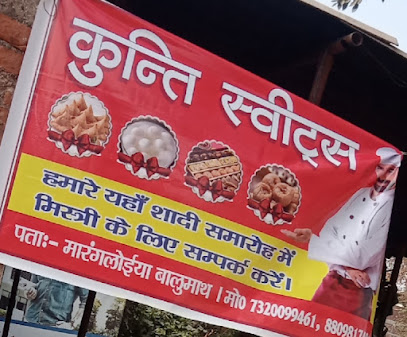 कुन्ति स्वीट्स
हमारे यहाँ शादी समारोह में
मिस्त्री के लिए सम्पर्क करें।
पता:- मारंगलोईया बालुमाथ । मो0 7320099461,